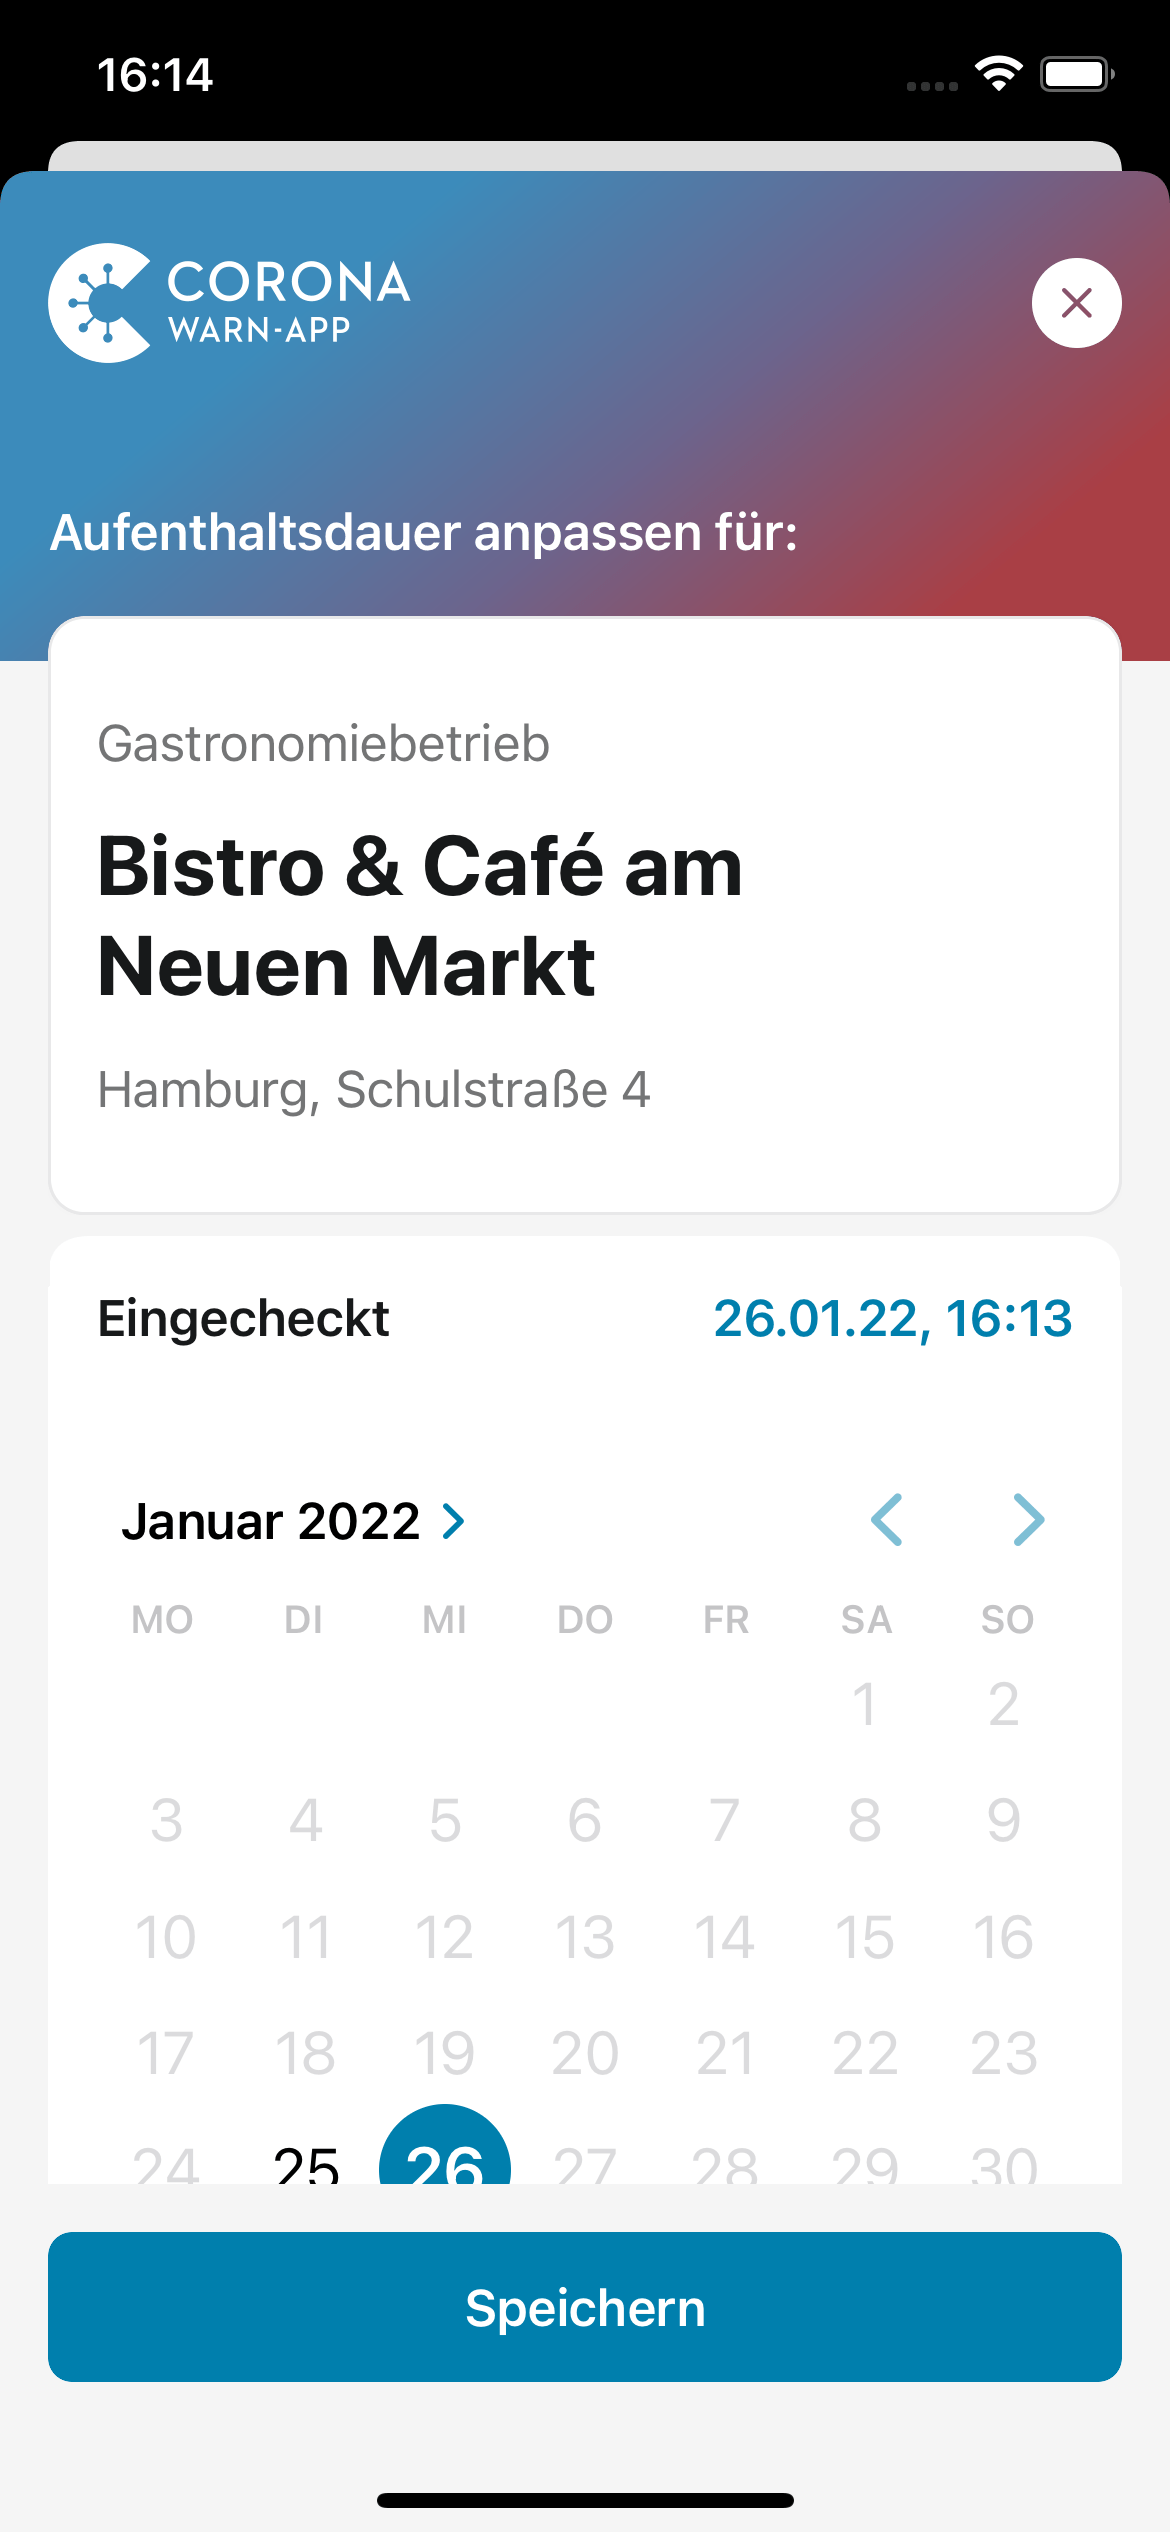 16:14
CORONA
WARN-APP
Aufenthaltsdauer anpassen für:
Gastronomiebetrieb
Bistro & Café am
Neuen Markt
Hamburg, Schulstraße 4
Eingecheckt 26.01.22, 16:13
Januar 2022
MO DI MI DO FR SA SO
1 2
3 4 5 6 7 8 9
10 11 12 13 14 15 16
17 18 19 20 21 22 23
24 25 26 27 28 29 30
Speichern